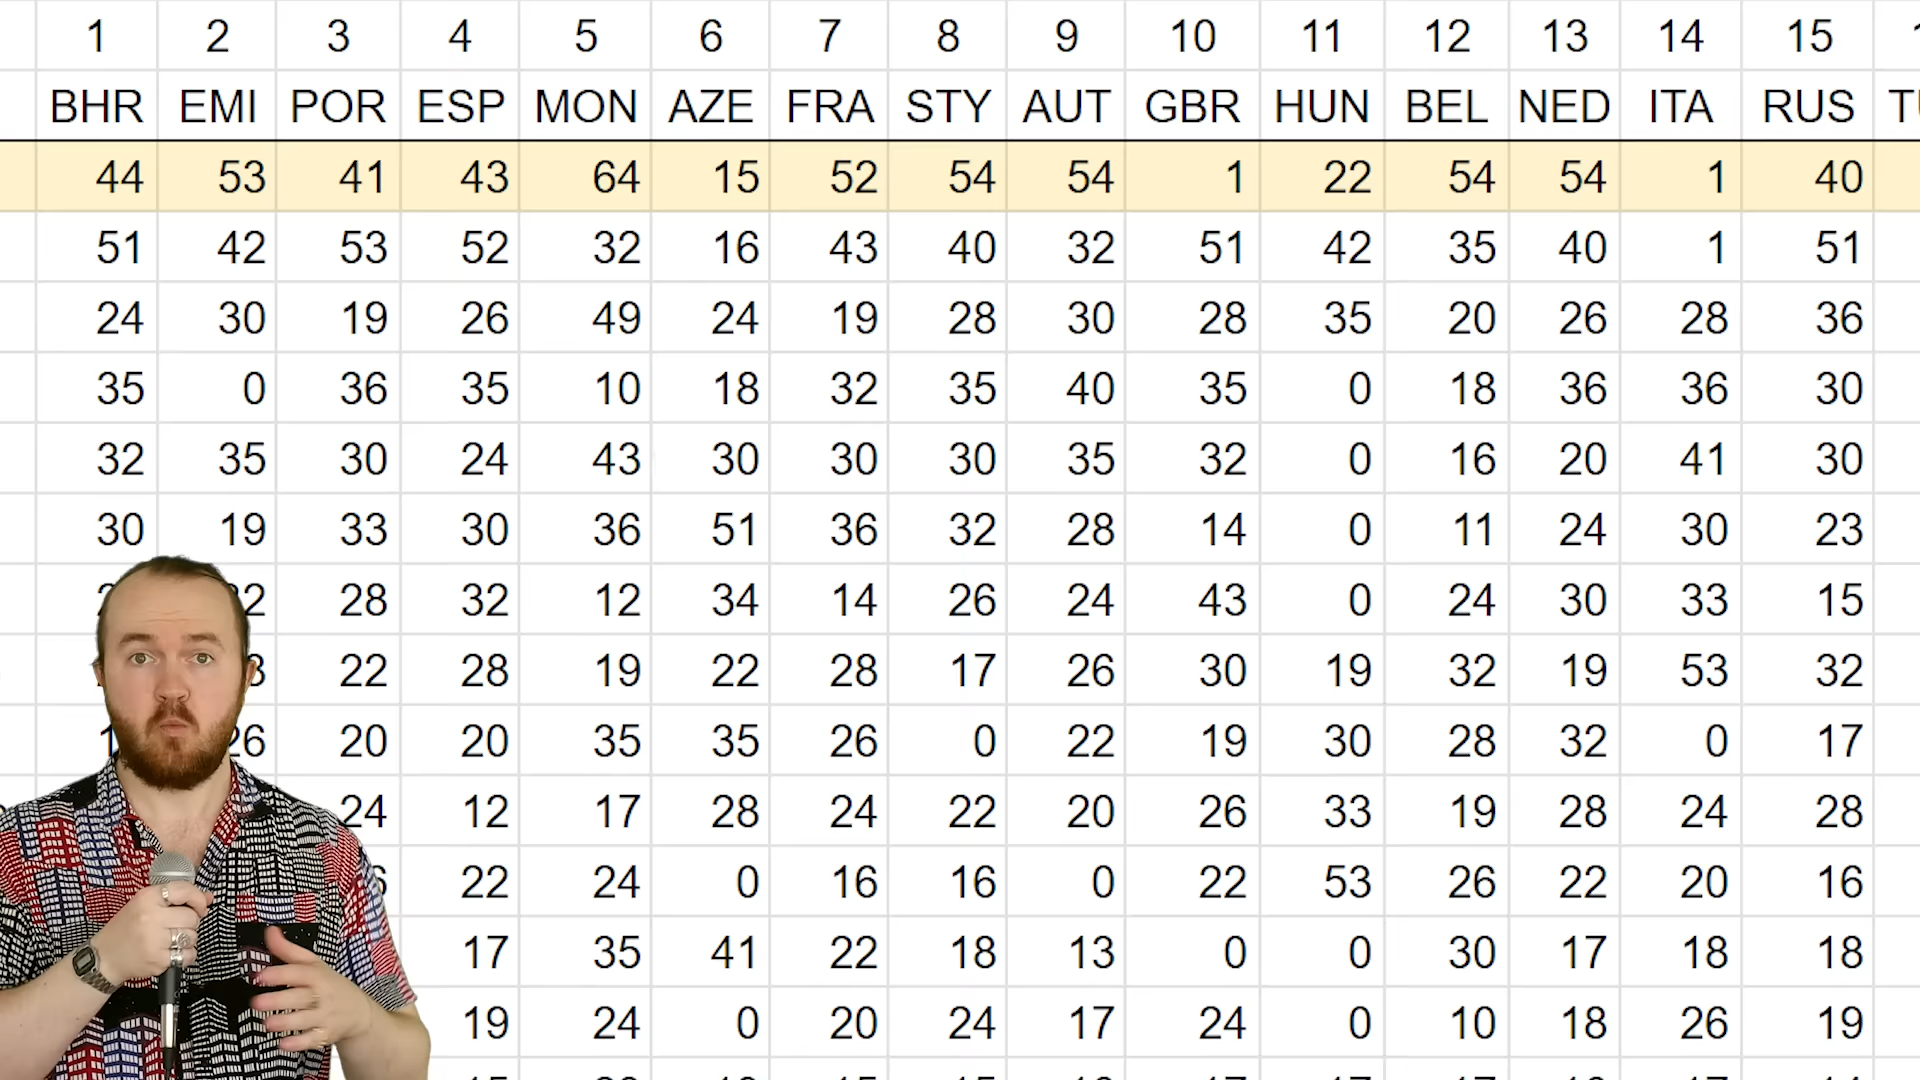 1 2 3 4 5 6 7 8 9 10 11 12 13 14 15
BHR EMI POR ESP MON AZE FRA STY AUT GBR HUN BEL NED ITA RUS
44 53 41 43 64 15 52 54 54 1 22 54 54 1 40
51 42 53 52 32 16 43 40 32 51 42 35 40 1 51
24 30 19 26 49 24 19 28 30 28 35 20 26 28 36
35 0 36 35 10 18 32 35 40 35 0 18 36 36 30
32 35 30 24 43 30 30 30 35 32 0 16 20 41 30
30 19 33 30 36 51 36 32 28 14 0 11 24 30 23
28 32 12 34 14 26 24 43 0 24 30 33 15
22 28 19 22 28 17 26 30 19 32 19 53 32
20 20 35 35 26 0 22 19 30 28 32 0 17
24 12 17 28 24 22 20 26 33 19 28 24 28
22 24 0 16 16 0 22 53 26 22 20 16
17 35 41 22 18 13 0 0 30 17 18 18
19 24 0 20 24 17 24 0 10 18 26 19